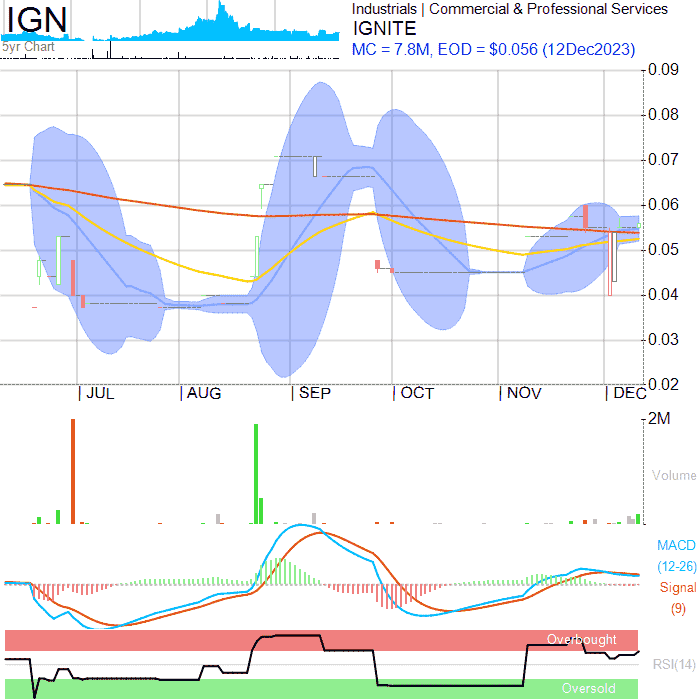 IGN
5yr Chart
Industrials | Commercial & Professional Services
IGNITE
MC = 7.8M, EOD = $0.056 (12Dec2023)
0.09
0.08
0.07
0.06
0.05
0.04
0.03
0.02
JUL
AUG
SEP
OCT
NOV
DEC
2M
Volume
MACD
(12-26)
Signal
(9)
Overbought
RSI(14)
Oversold